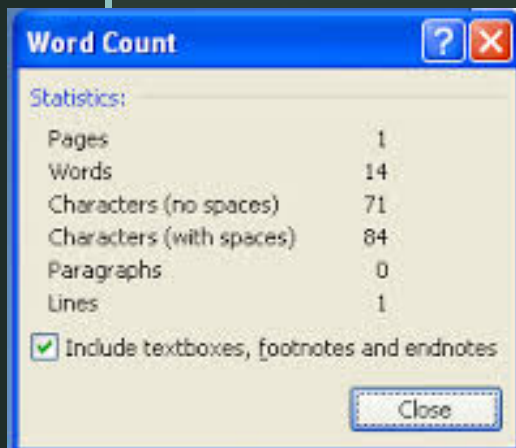 Word Count
Statistics:
Pages 1
Words 14
Characters (no spaces) 71
Characters (with spaces) 84
Paragraphs 0
Lines 1
Include textboxes, footnotes and endnotes
Close